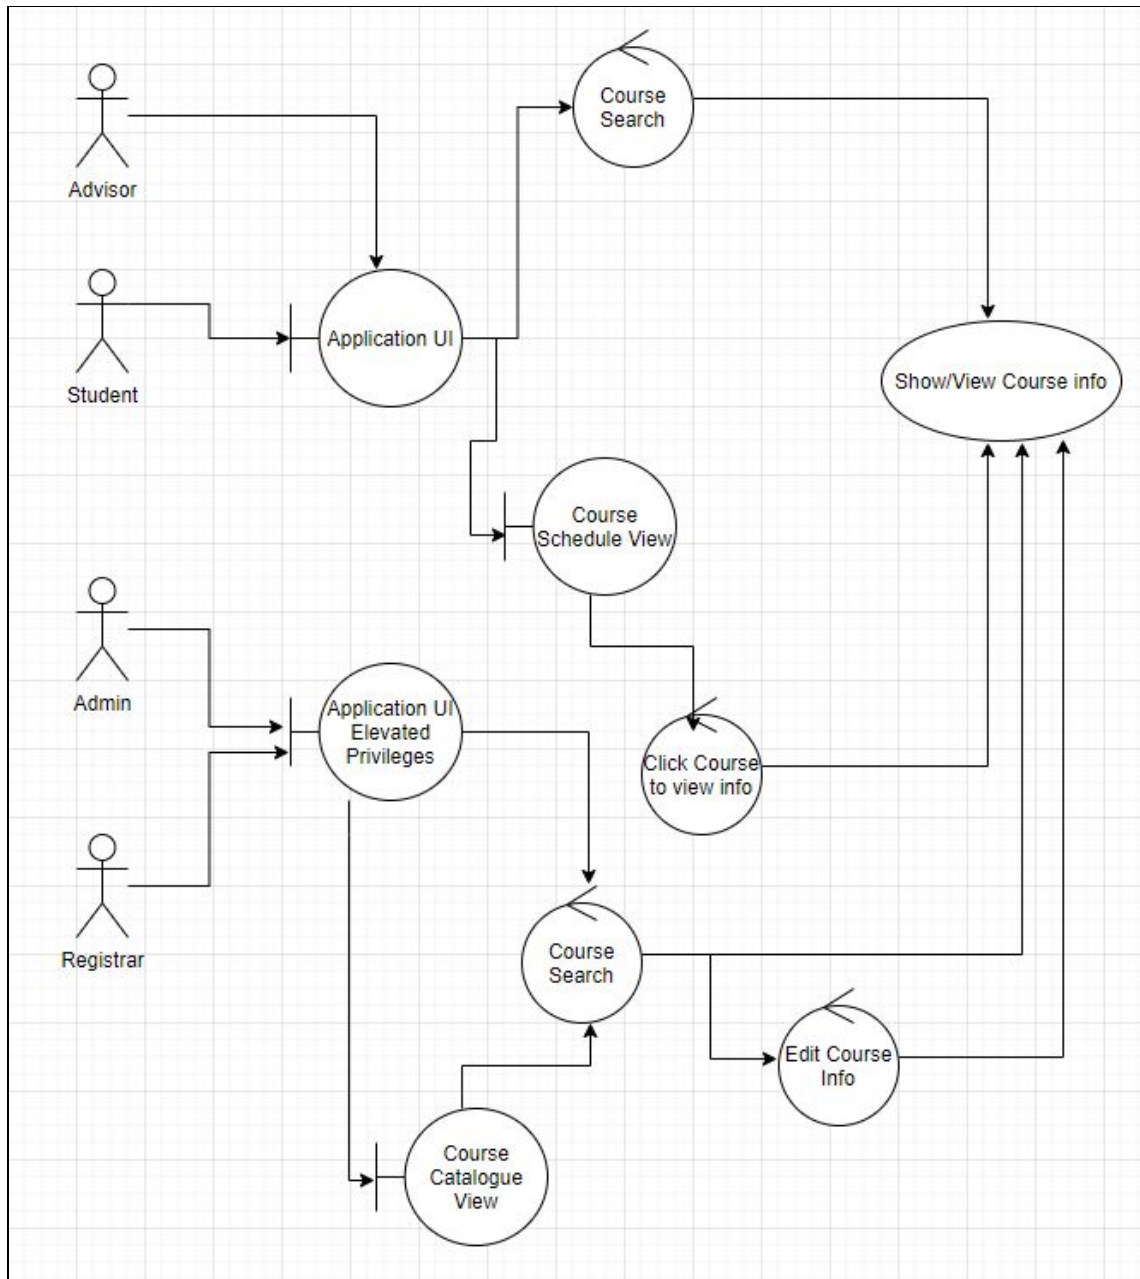 Course
Search
Advisor
Application UI
Student
Show/View Course info
Course
Schedule View
Admin
Application UI
Elevated
Privileges
Click Course
to view info
Registrar
Course
Search
Edit Course
Info
Course
Catalogue
View